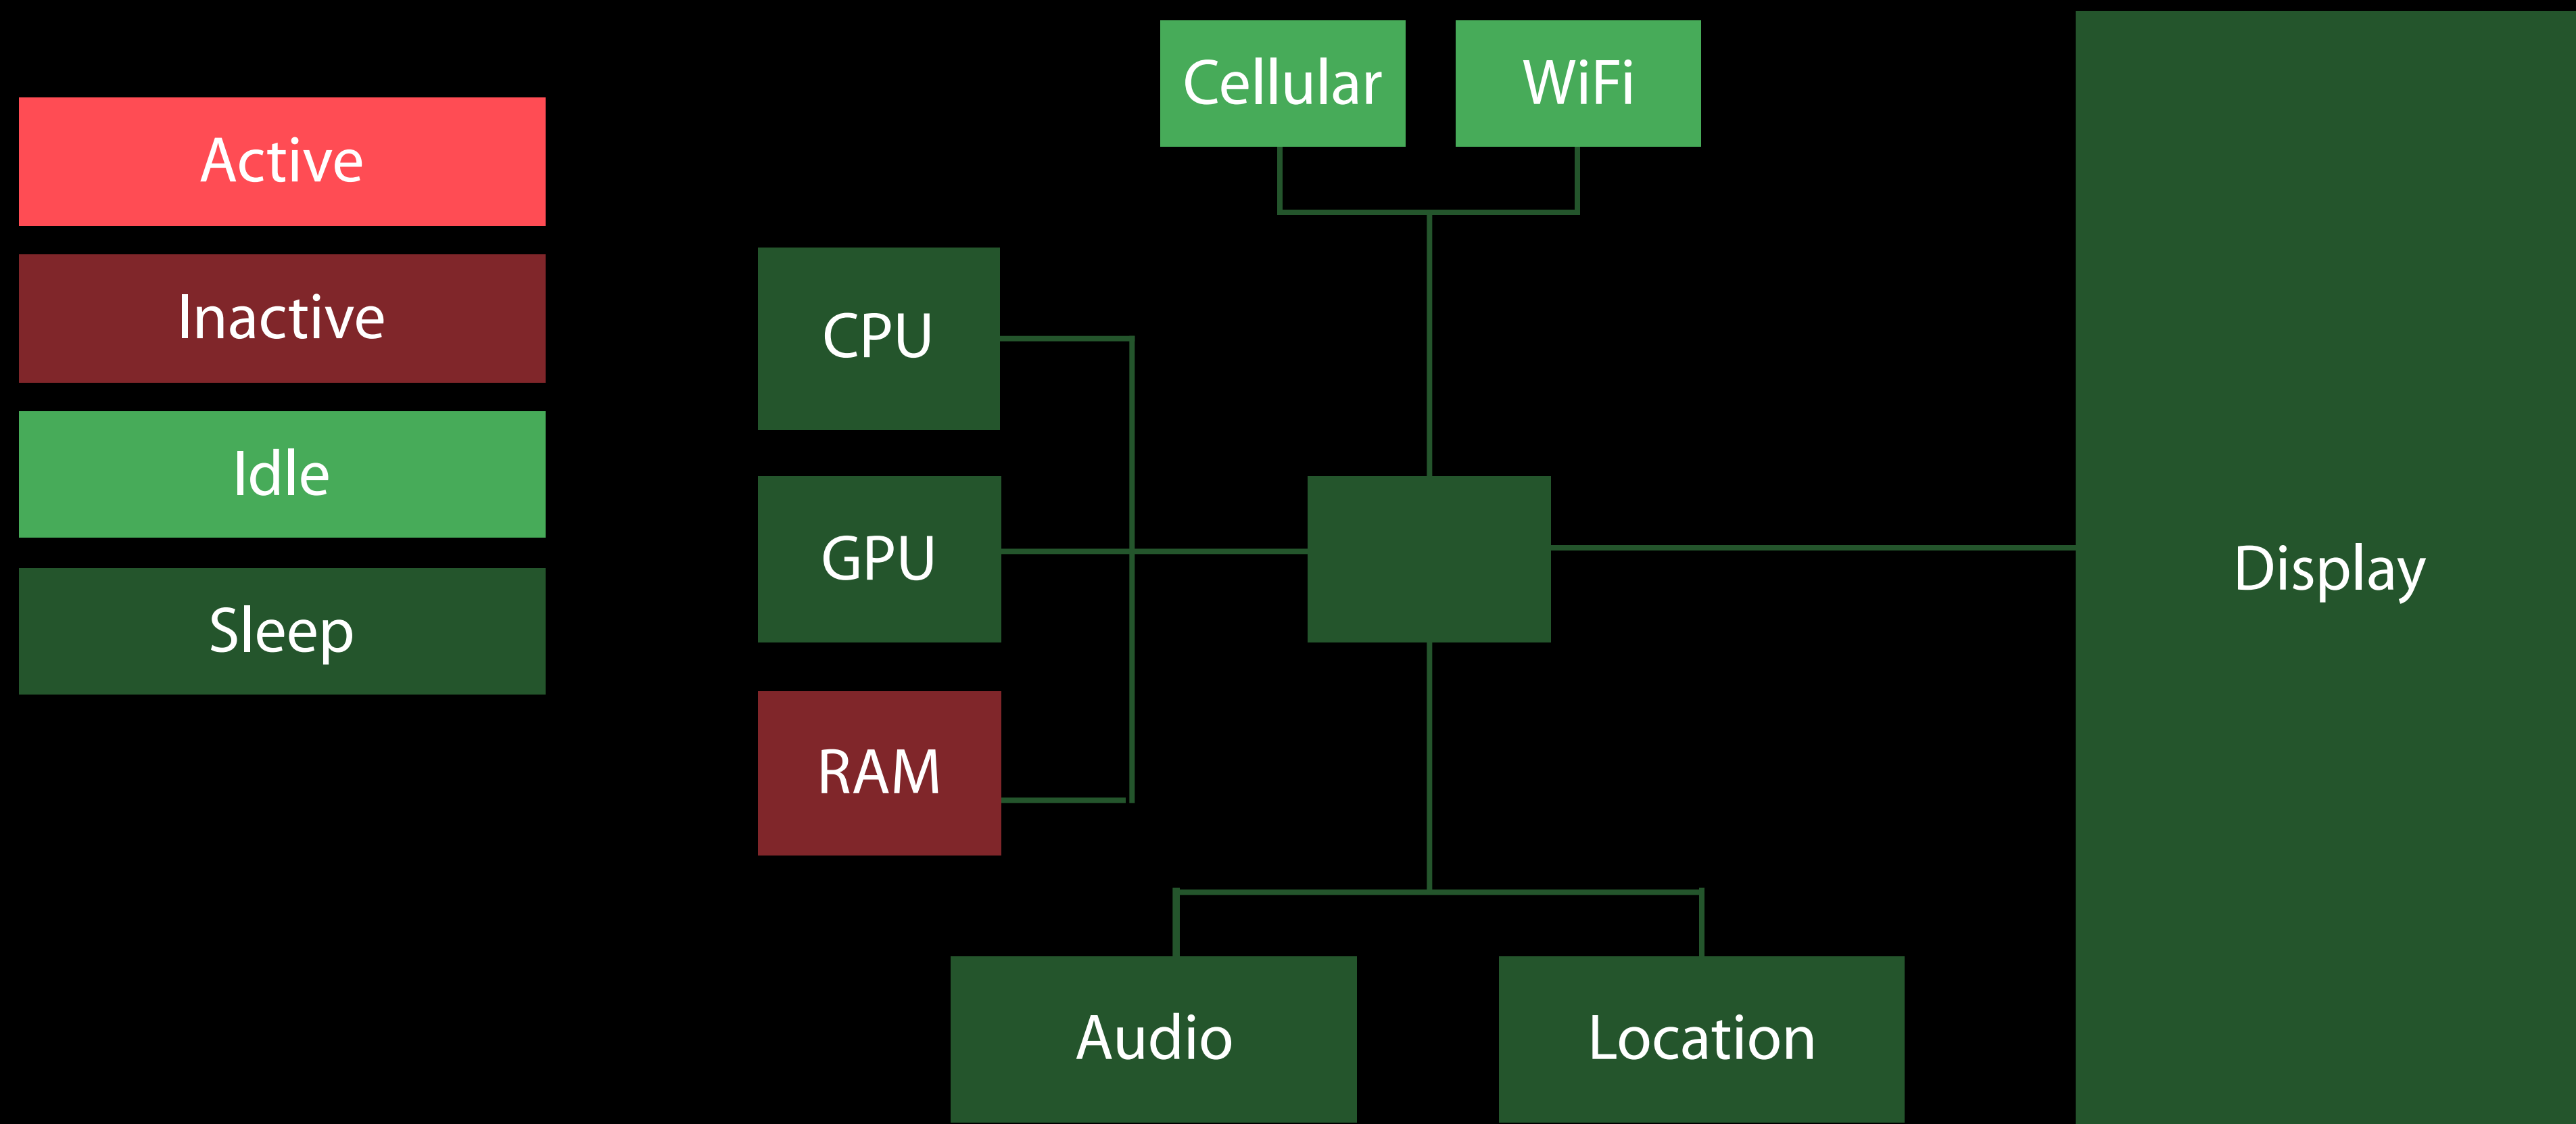 Active
Inactive
Idle
Sleep
Cellular
WiFi
CPU
GPU
RAM
Display
Audio
Location